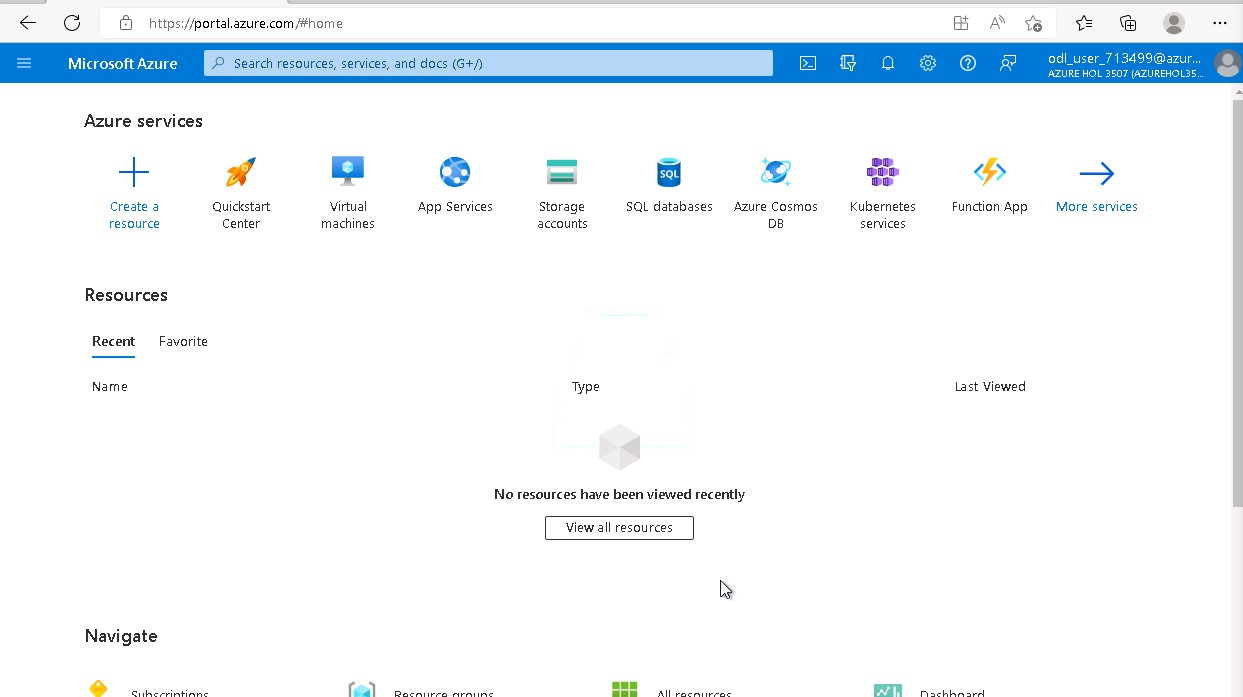 https://portal.azure.com/#home
Microsoft Azure
Search resources, services, and docs (G+/)
odl_user_713499@azur...
AZURE HOL 3507 (AZUREHOL35...
Azure services
Create a
resource
Quickstart
Center
Virtual
machines
App Services
Storage
accounts
SQL
SQL databases
Azure Cosmos
DB
Kubernetes
services
Function App
More services
Resources
Recent
Favorite
Name
Type
Last Viewed
No resources have been viewed recently
View all resources
Navigate
Subscriptions
Resource groups
All resources
Dashboard